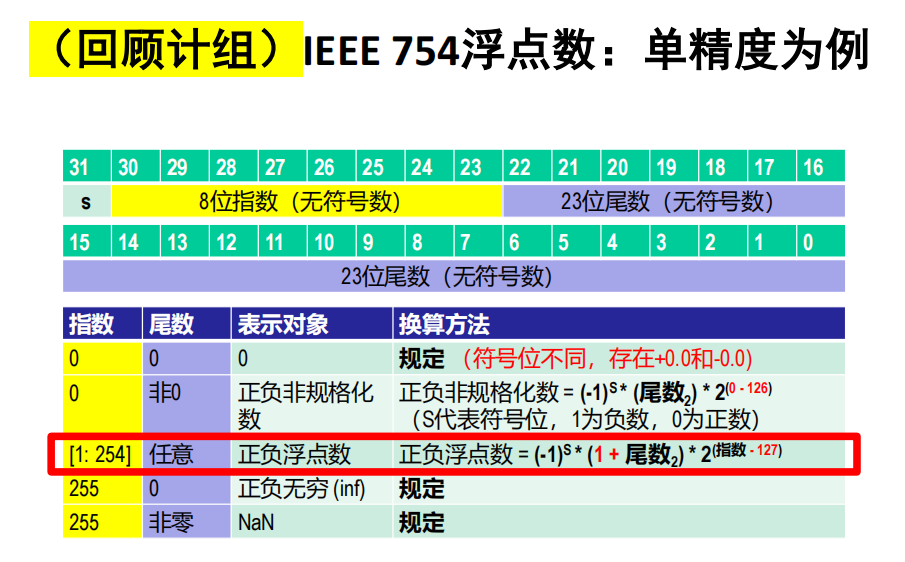 （回顾计组）IEEE 754浮点数：单精度为例
31 30 29 28 27 26 25 24 23 22 21 20 19 18 17 16
s 8位指数（无符号数） 23位尾数（无符号数）
15 14 13 12 11 10 9 8 7 6 5 4 3 2 1 0
23位尾数（无符号数）
指数 尾数 表示对象 换算方法
0 0 0 规定（符号位不同，存在+0.0和-0.0）
0 非0 正负非规格化数 正负非规格化数 = (-1)^S * (尾数₂) * 2^(0 - 126)
（S代表符号位，1为负数，0为正数）
[1: 254] 任意 正负浮点数 正负浮点数 = (-1)^S * (1 + 尾数₂) * 2^(指数 - 127)
255 0 正负无穷 (inf) 规定
255 非零 NaN 规定